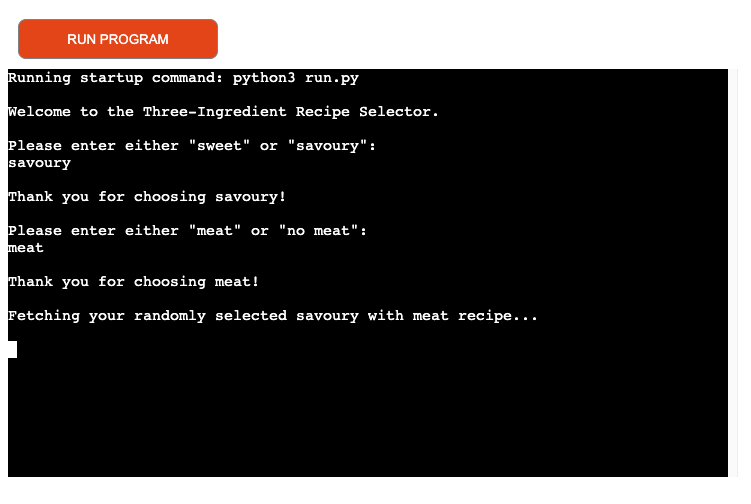 RUN PROGRAM
Running startup command: python3 run.py
Welcome to the Three-Ingredient Recipe Selector.
Please enter either "sweet" or "savoury":
savoury
Thank you for choosing savoury!
Please enter either "meat" or "no meat":
meat
Thank you for choosing meat!
Fetching your randomly selected savoury with meat recipe...